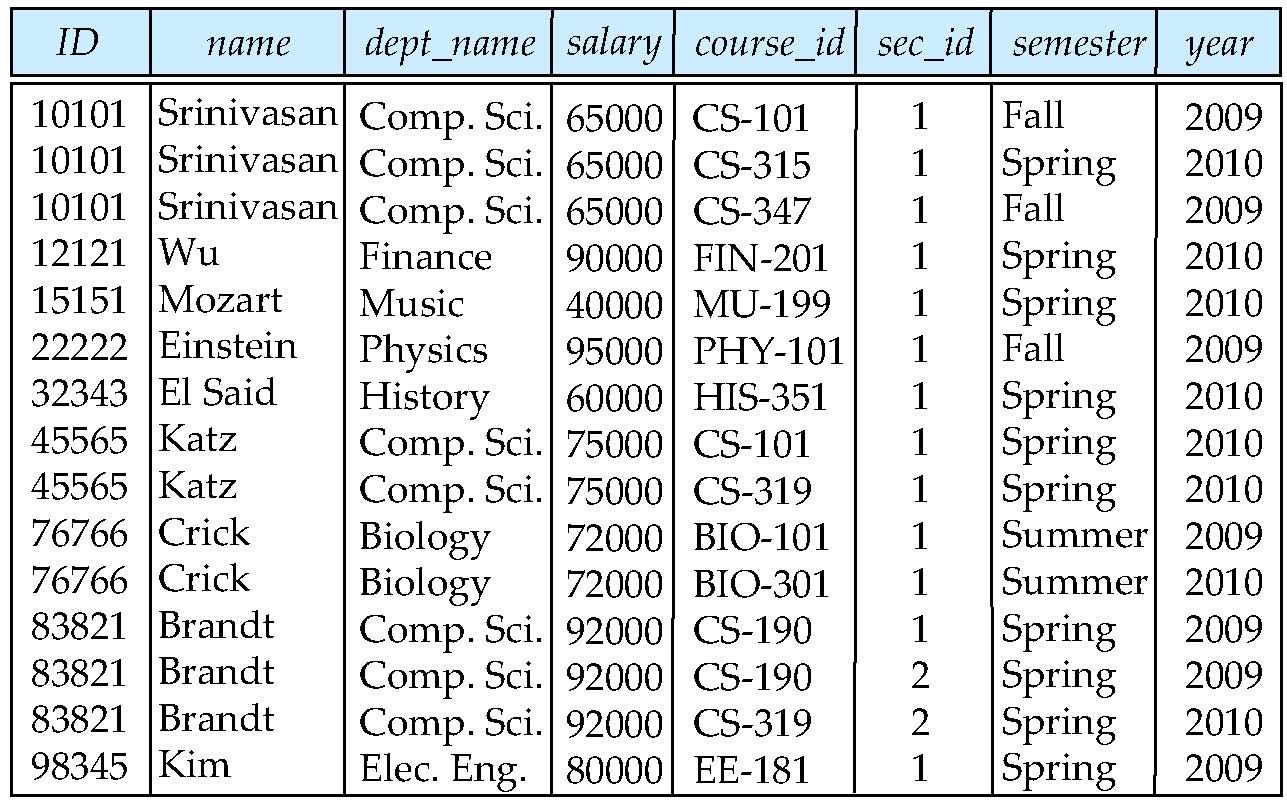 ID name dept_name salary course_id sec_id semester year
10101 Srinivasan Comp. Sci. 65000 CS-101 1 Fall 2009
10101 Srinivasan Comp. Sci. 65000 CS-315 1 Spring 2010
10101 Srinivasan Comp. Sci. 65000 CS-347 1 Fall 2009
12121 Wu Finance 90000 FIN-201 1 Spring 2010
15151 Mozart Music 40000 MU-199 1 Spring 2010
22222 Einstein Physics 95000 PHY-101 1 Fall 2009
32343 El Said History 60000 HIS-351 1 Spring 2010
45565 Katz Comp. Sci. 75000 CS-101 1 Spring 2010
45565 Katz Comp. Sci. 75000 CS-319 1 Spring 2010
76766 Crick Biology 72000 BIO-101 1 Summer 2009
76766 Crick Biology 72000 BIO-301 1 Summer 2010
83821 Brandt Comp. Sci. 92000 CS-190 1 Spring 2009
83821 Brandt Comp. Sci. 92000 CS-190 2 Spring 2009
83821 Brandt Comp. Sci. 92000 CS-319 2 Spring 2010
98345 Kim Elec. Eng. 80000 EE-181 1 Spring 2009